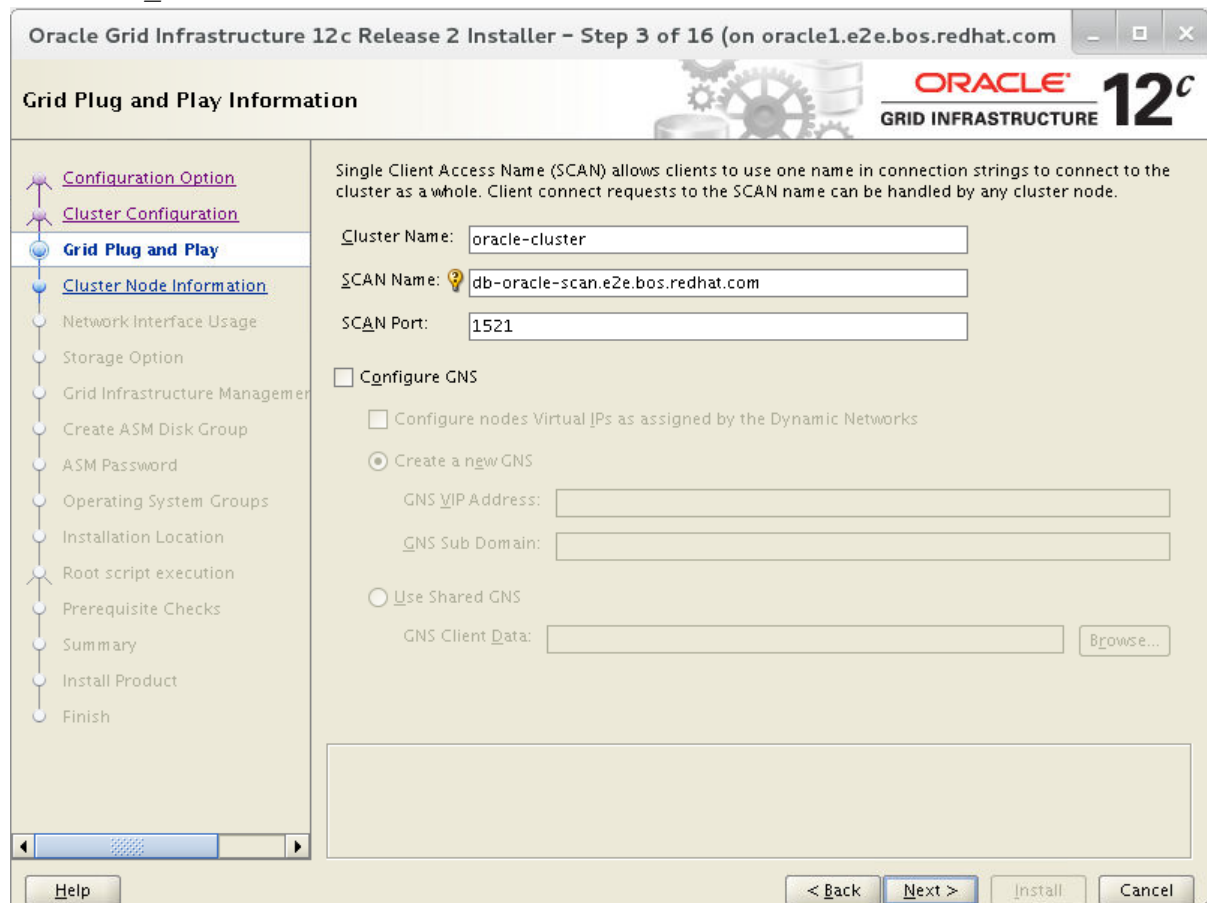 Oracle Grid Infrastructure 12c Release 2 Installer – Step 3 of 16 (on oracle1.e2e.bos.redhat.com
Grid Plug and Play Information
ORACLE
GRID INFRASTRUCTURE
12c
Configuration Option
Cluster Configuration
Grid Plug and Play
Cluster Node Information
Network Interface Usage
Storage Option
Grid Infrastructure Managemer
Create ASM Disk Group
ASM Password
Operating System Groups
Installation Location
Root script execution
Prerequisite Checks
Summary
Install Product
Finish
Single Client Access Name (SCAN) allows clients to use one name in connection strings to connect to the
cluster as a whole. Client connect requests to the SCAN name can be handled by any cluster node.
Cluster Name: oracle-cluster
SCAN Name: db-oracle-scan.e2e.bos.redhat.com
SCAN Port: 1521
Configure GNS
Configure nodes Virtual IPs as assigned by the Dynamic Networks
Create a new GNS
GNS VIP Address:
GNS Sub Domain:
Use Shared GNS
GNS Client Data: Browse...
Help < Back Next > Install Cancel